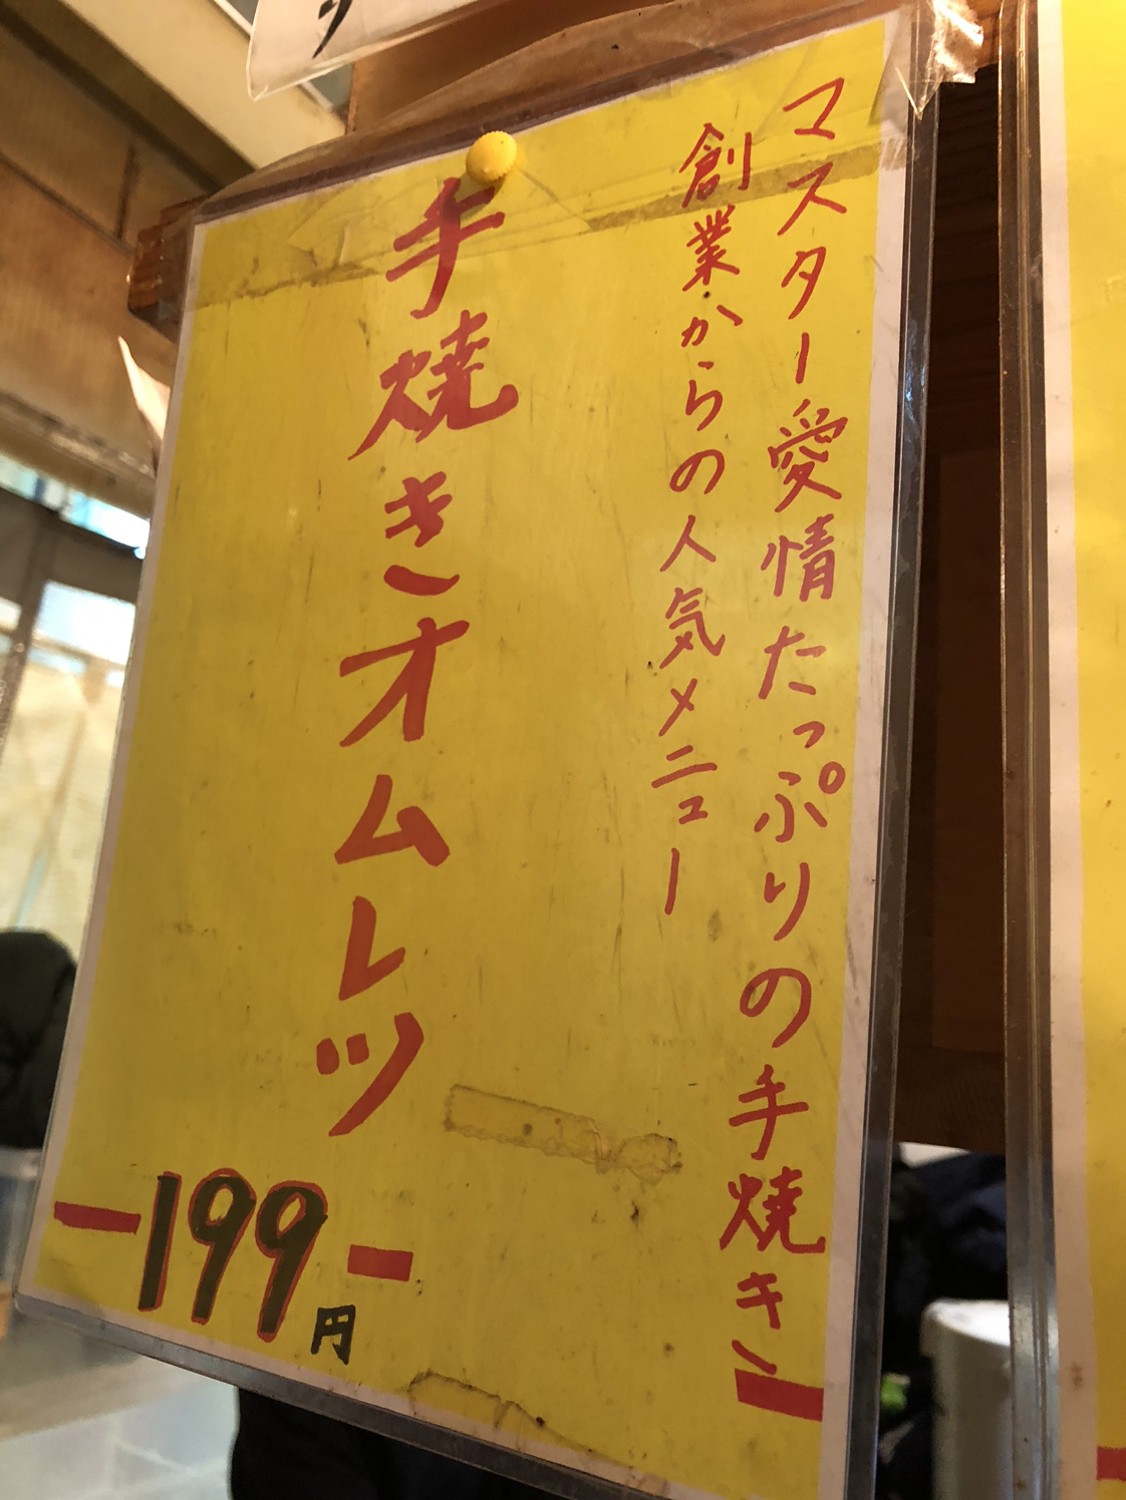 マスター愛情たっぷりの手焼き
創業からの人気メニュー
手焼きオムレツ
199円